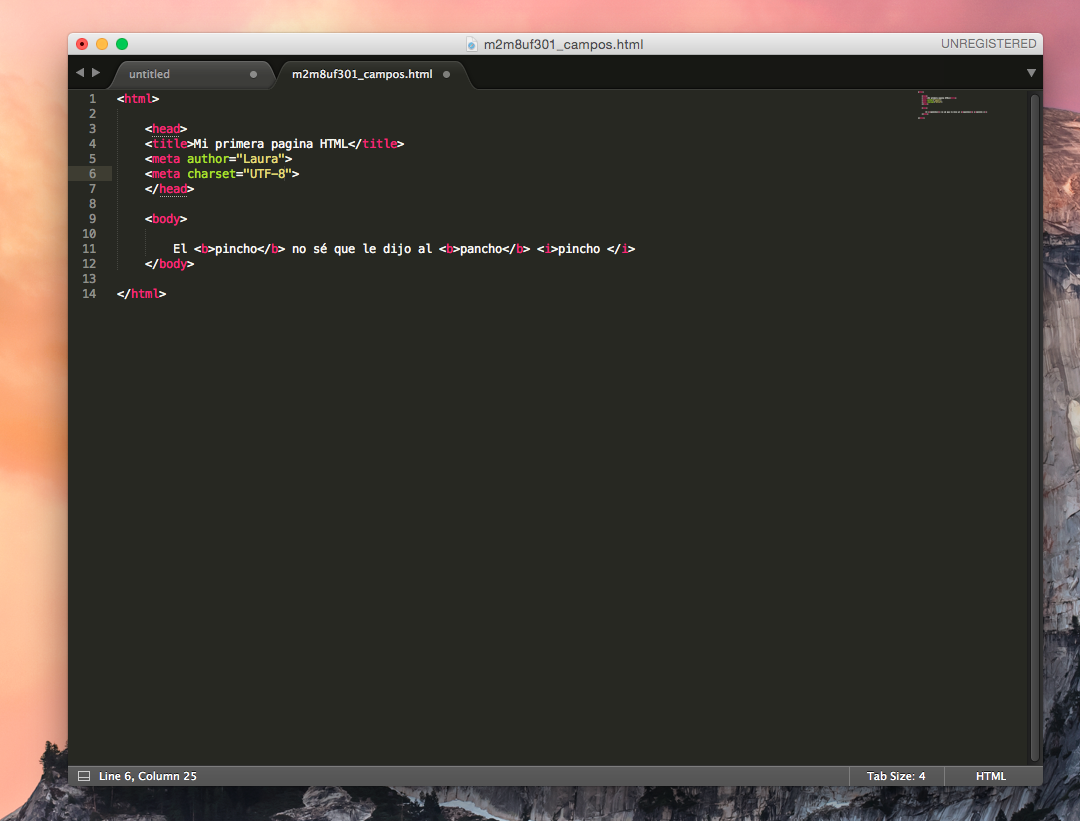 m2m8uf301_campos.html
UNREGISTERED
untitled
m2m8uf301_campos.html
1 <html>
2
3 <head>
4 <title>Mi primera pagina HTML</title>
5 <meta author="Laura">
6 <meta charset="UTF-8">
7 </head>
8
9 <body>
10
11 El <b>pincho</b> no sé que le dijo al <b>pancho</b> <i>pincho </i>
12 </body>
13
14 </html>
Line 6, Column 25
Tab Size: 4
HTML